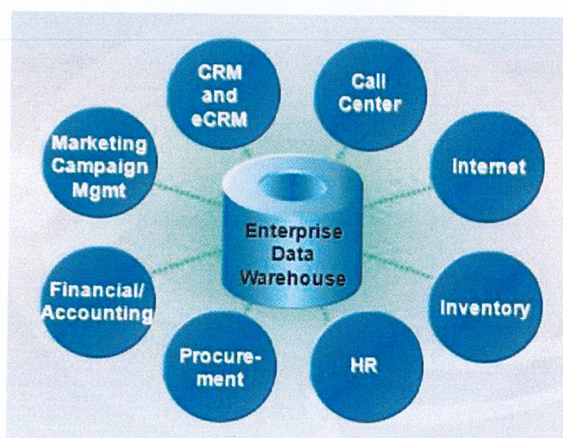 CRM
and
eCRM
Call
Center
Marketing
Campaign
Mgmt
Internet
Enterprise
Data
Warehouse
Financial/
Accounting
Inventory
Procure-
ment
HR